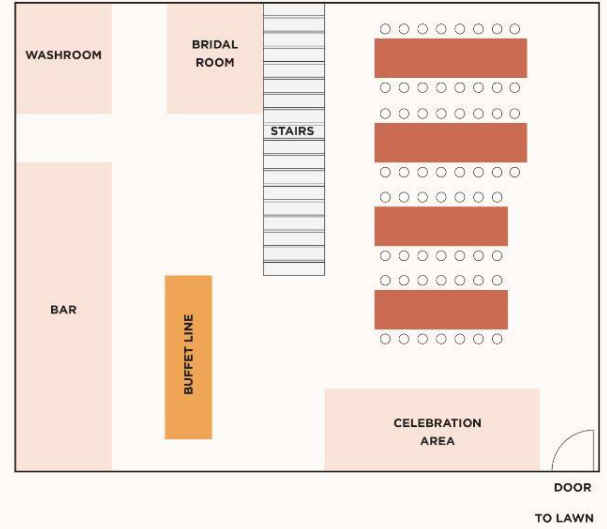 WASHROOM
BRIDAL
ROOM
STAIRS
BAR
BUFFET LINE
CELEBRATION
AREA
DOOR
TO LAWN